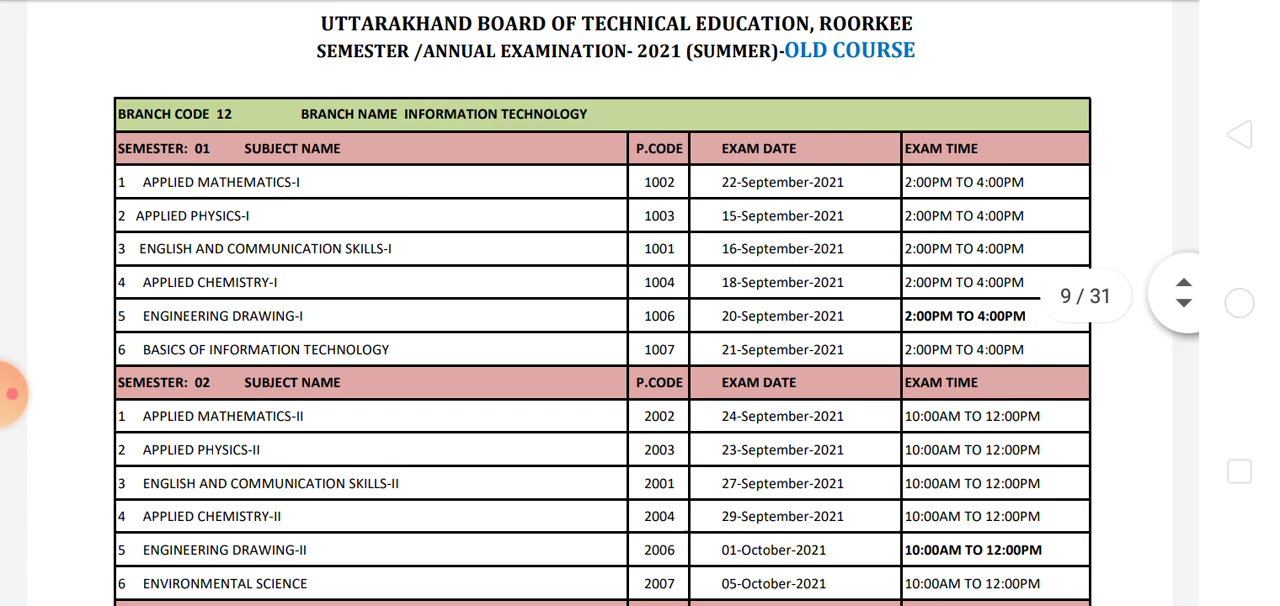 UTTARAKHAND BOARD OF TECHNICAL EDUCATION, ROORKEE
SEMESTER /ANNUAL EXAMINATION- 2021 (SUMMER)-OLD COURSE
BRANCH CODE 12 BRANCH NAME INFORMATION TECHNOLOGY
SEMESTER: 01 SUBJECT NAME P.CODE EXAM DATE EXAM TIME
1 APPLIED MATHEMATICS-I 1002 22-September-2021 2:00PM TO 4:00PM
2 APPLIED PHYSICS-I 1003 15-September-2021 2:00PM TO 4:00PM
3 ENGLISH AND COMMUNICATION SKILLS-I 1001 16-September-2021 2:00PM TO 4:00PM
4 APPLIED CHEMISTRY-I 1004 18-September-2021 2:00PM TO 4:00PM
9 / 31
5 ENGINEERING DRAWING-I 1006 20-September-2021 2:00PM TO 4:00PM
6 BASICS OF INFORMATION TECHNOLOGY 1007 21-September-2021 2:00PM TO 4:00PM
SEMESTER: 02 SUBJECT NAME P.CODE EXAM DATE EXAM TIME
1 APPLIED MATHEMATICS-II 2002 24-September-2021 10:00AM TO 12:00PM
2 APPLIED PHYSICS-II 2003 23-September-2021 10:00AM TO 12:00PM
3 ENGLISH AND COMMUNICATION SKILLS-II 2001 27-September-2021 10:00AM TO 12:00PM
4 APPLIED CHEMISTRY-II 2004 29-September-2021 10:00AM TO 12:00PM
5 ENGINEERING DRAWING-II 2006 01-October-2021 10:00AM TO 12:00PM
6 ENVIRONMENTAL SCIENCE 2007 05-October-2021 10:00AM TO 12:00PM